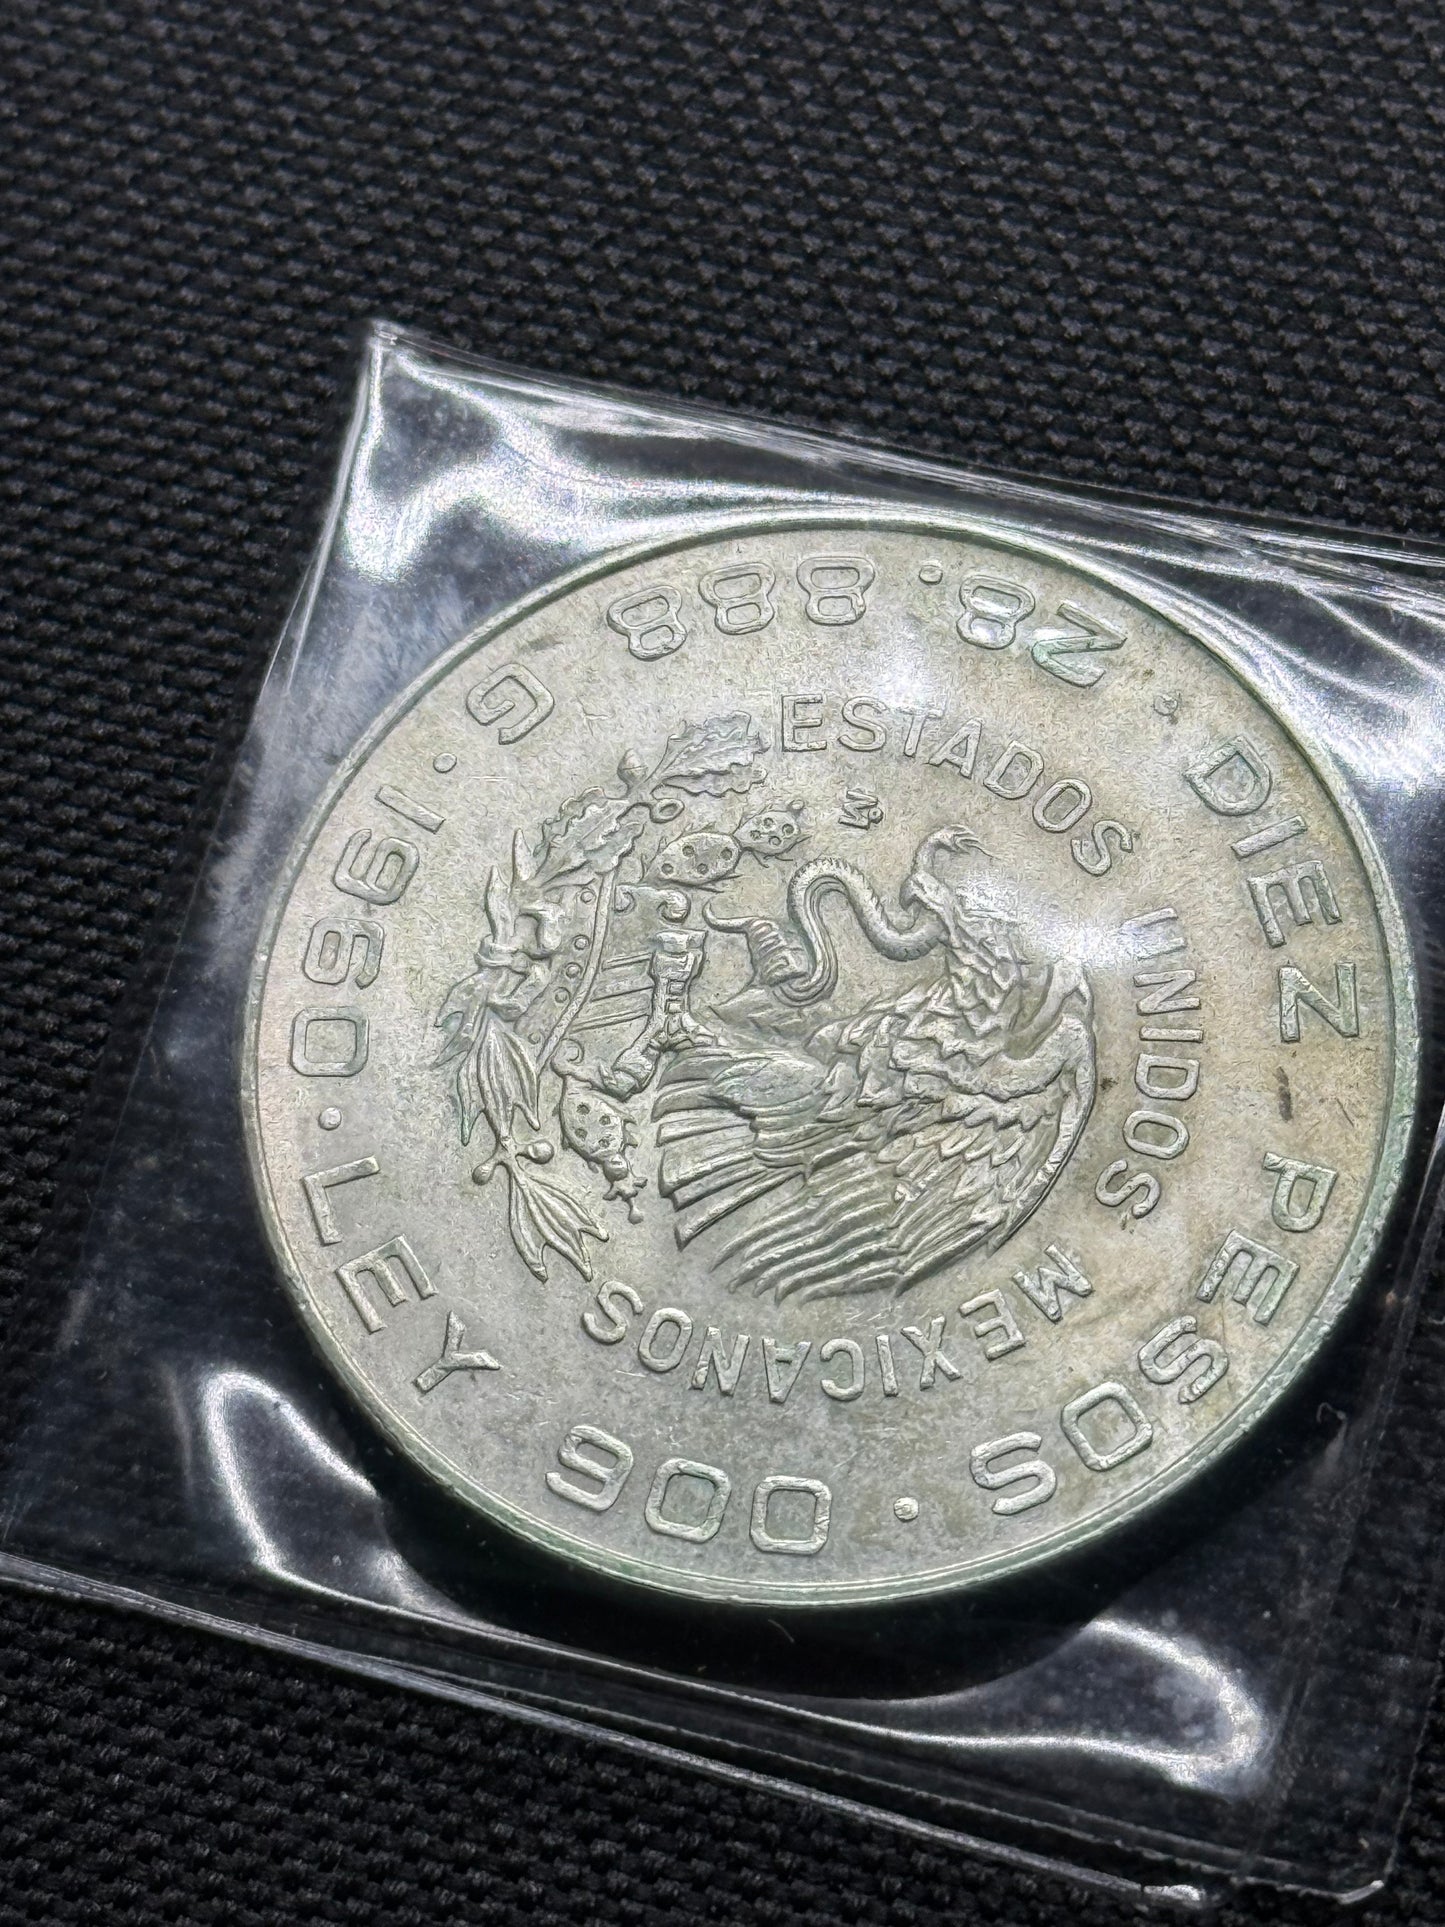 ESTADOS UNIDOS MEXICANOS
M
DIEZ PESOS · 900 LEY · 1960 · G. 888 · 28 ·